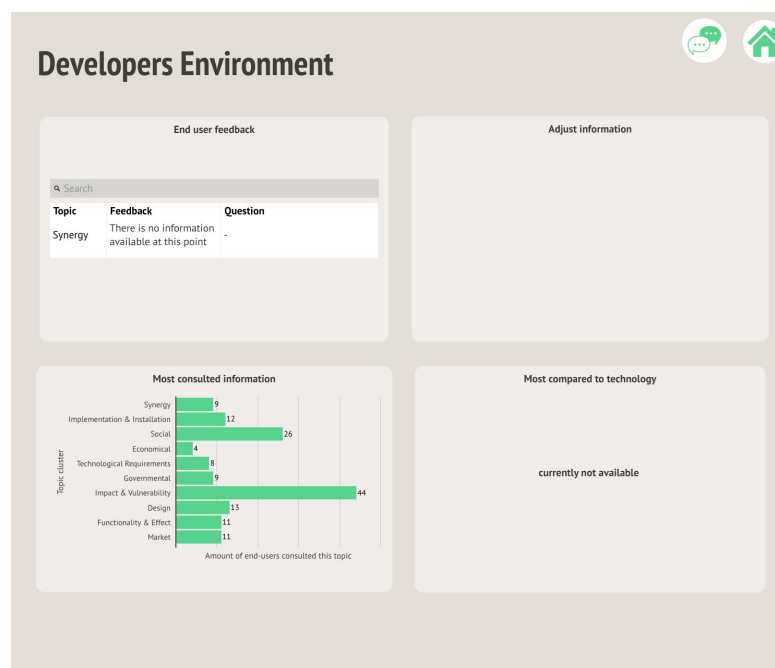 Developers Environment
End user feedback
Search
Topic Feedback Question
Synergy There is no information -
available at this point
Adjust information
Most consulted information
Topic cluster
Synergy 9
Implementation & Installation 12
Social 26
Economical 4
Technological Requirements 8
Governmental 9
Impact & Vulnerability 44
Design 13
Functionality & Effect 11
Market 11
Amount of end-users consulted this topic
Most compared to technology
currently not available